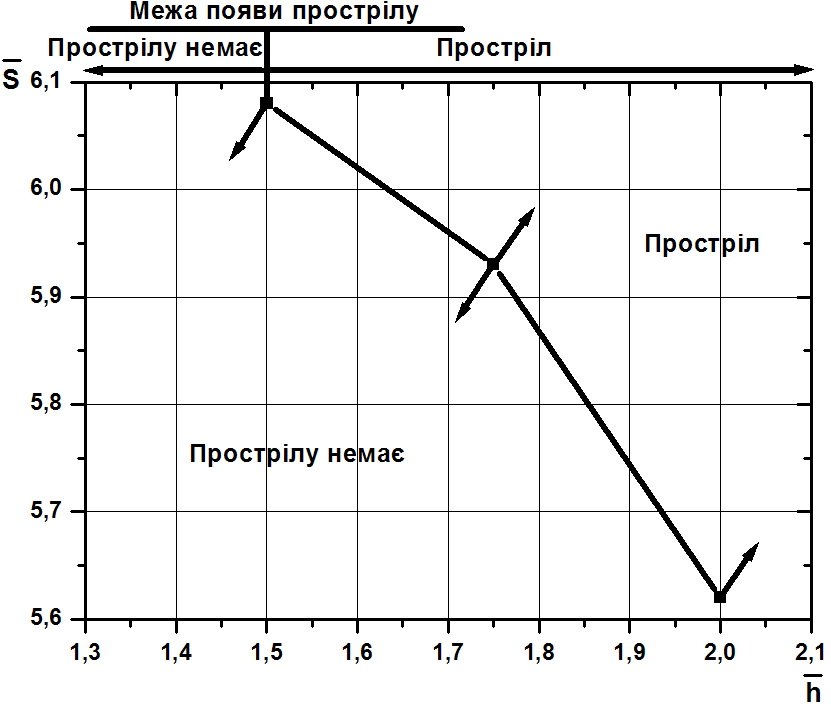 Межа появи прострілу
Прострілу немає Простріл
S̅ 6,1
6,0
Простріл
5,9
5,8
Прострілу немає
5,7
5,6
1,3 1,4 1,5 1,6 1,7 1,8 1,9 2,0 2,1
h̅